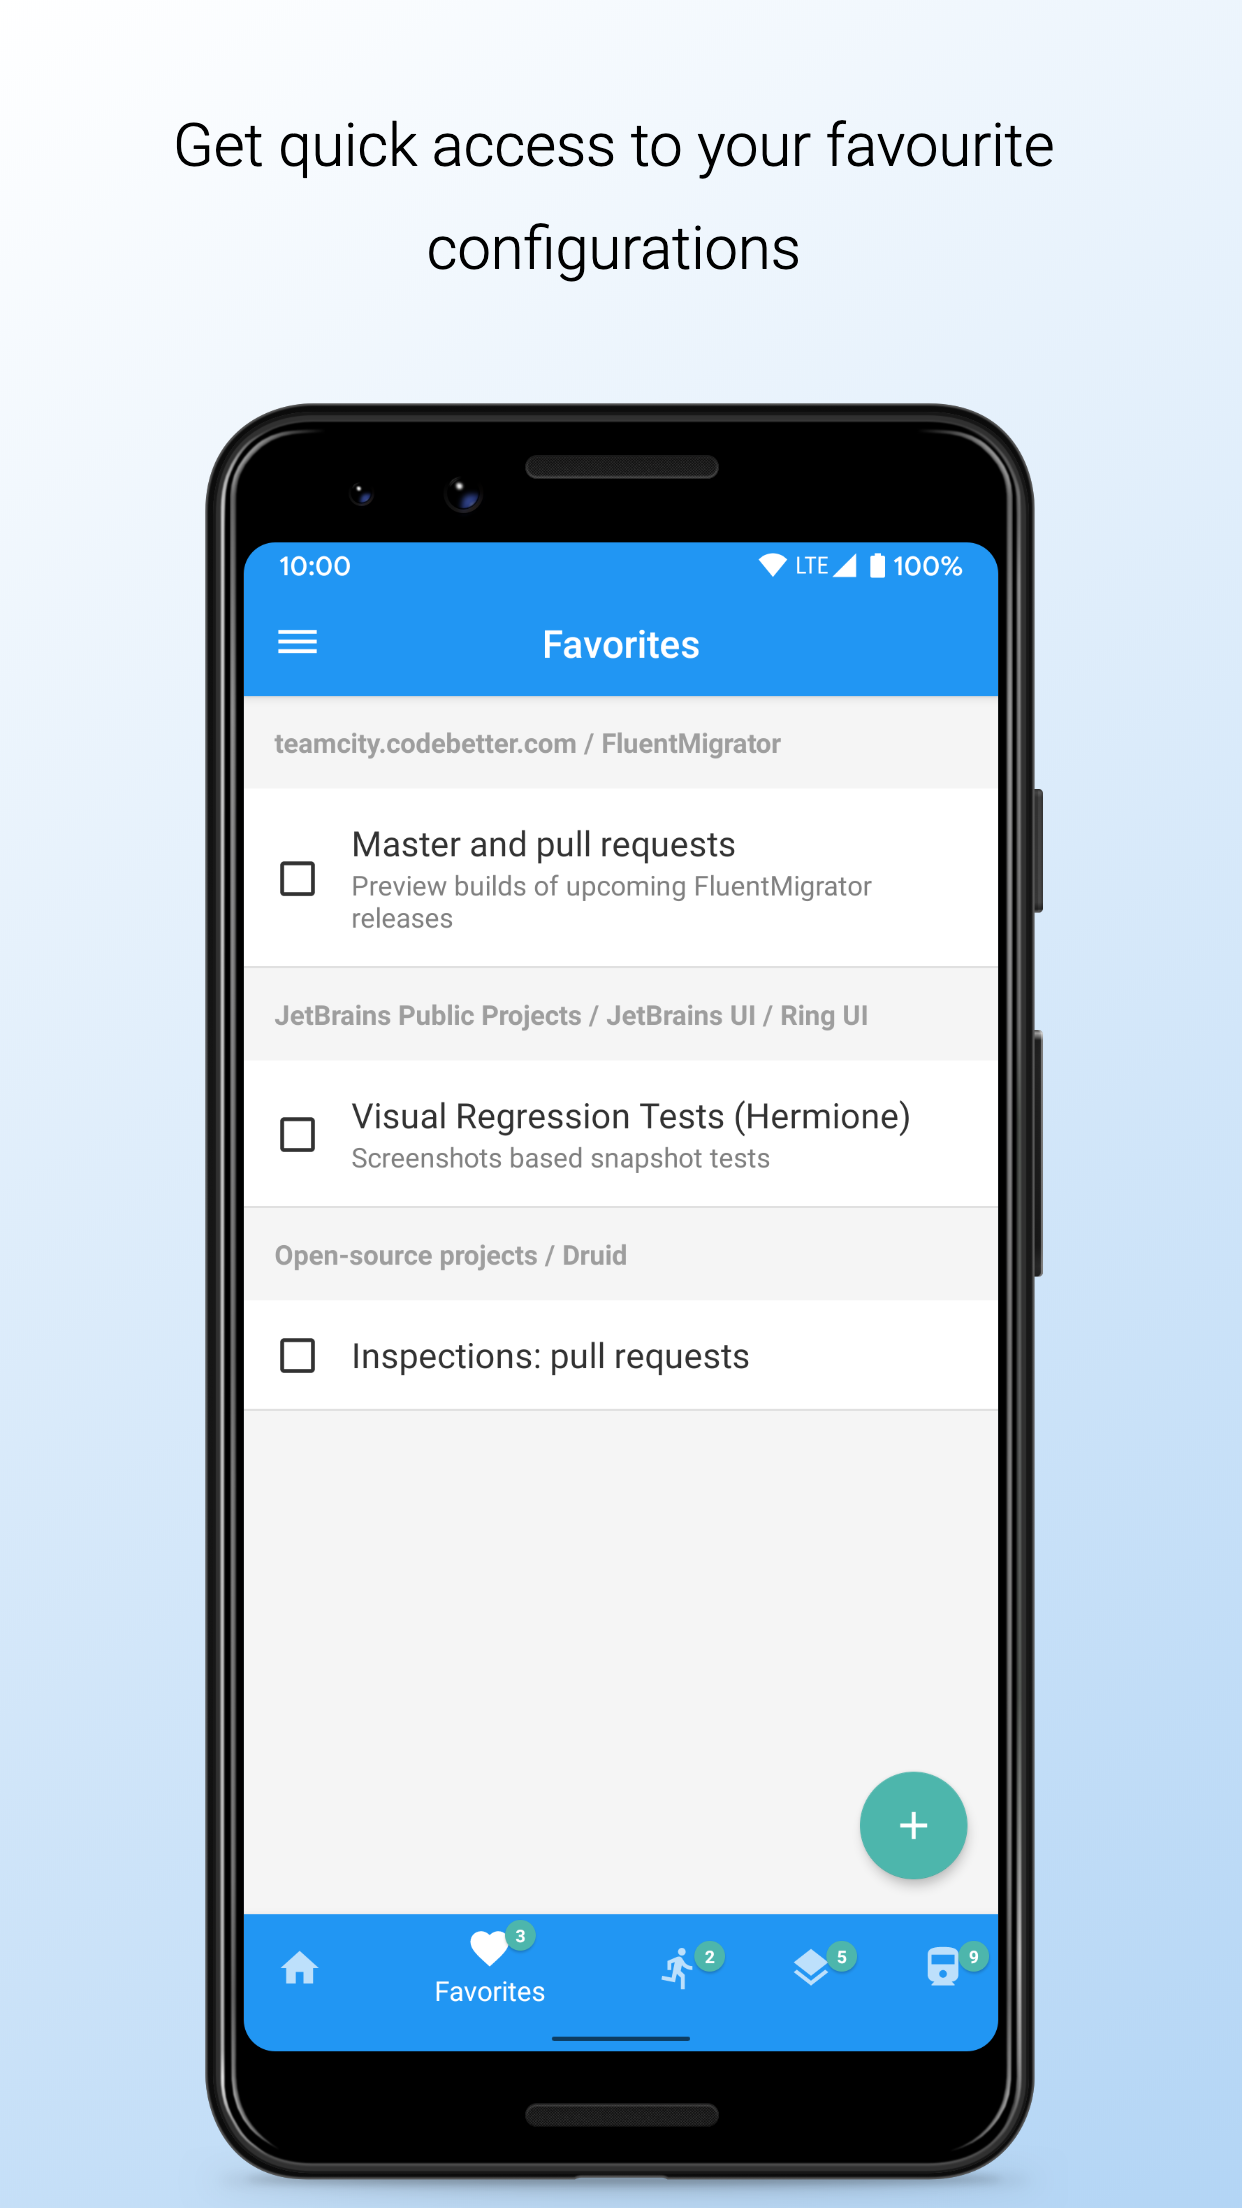 Get quick access to your favourite
configurations
10:00
LTE
100%
Favorites
teamcity.codebetter.com / FluentMigrator
Master and pull requests
Preview builds of upcoming FluentMigrator
releases
JetBrains Public Projects / JetBrains UI / Ring UI
Visual Regression Tests (Hermione)
Screenshots based snapshot tests
Open-source projects / Druid
Inspections: pull requests
+
3
2
5
9
Favorites